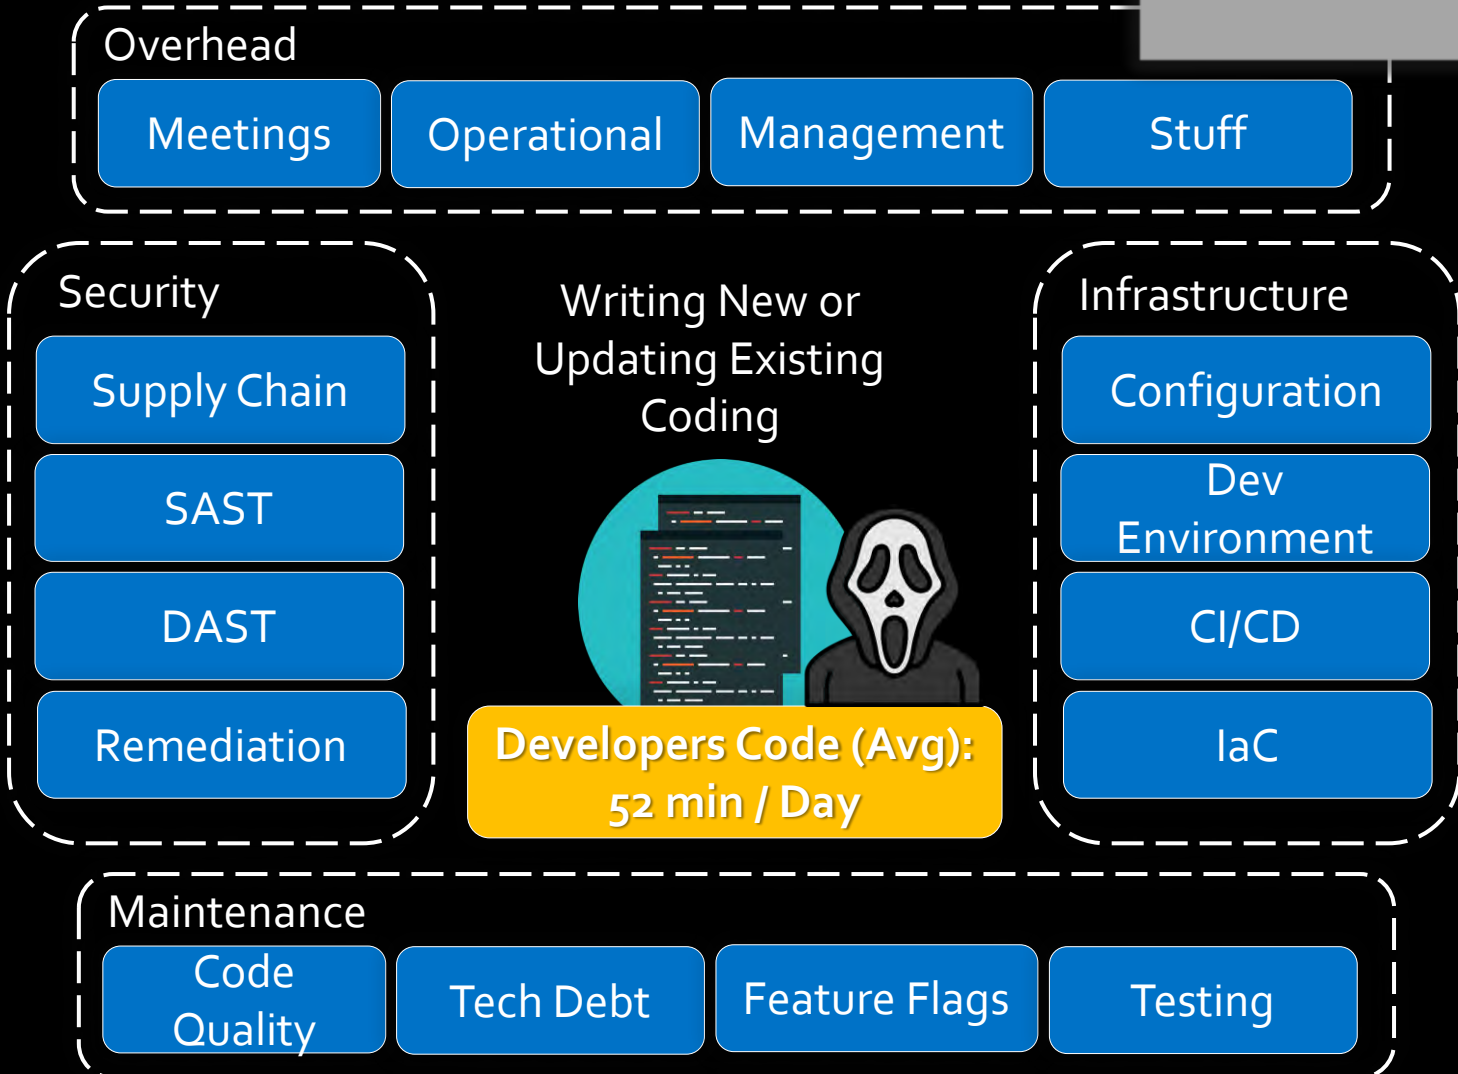 Overhead
Meetings
Operational
Management
Stuff
Security
Supply Chain
SAST
DAST
Remediation
Writing New or
Updating Existing
Coding
Developers Code (Avg):
52 min / Day
Infrastructure
Configuration
Dev
Environment
CI/CD
IaC
Maintenance
Code
Quality
Tech Debt
Feature Flags
Testing